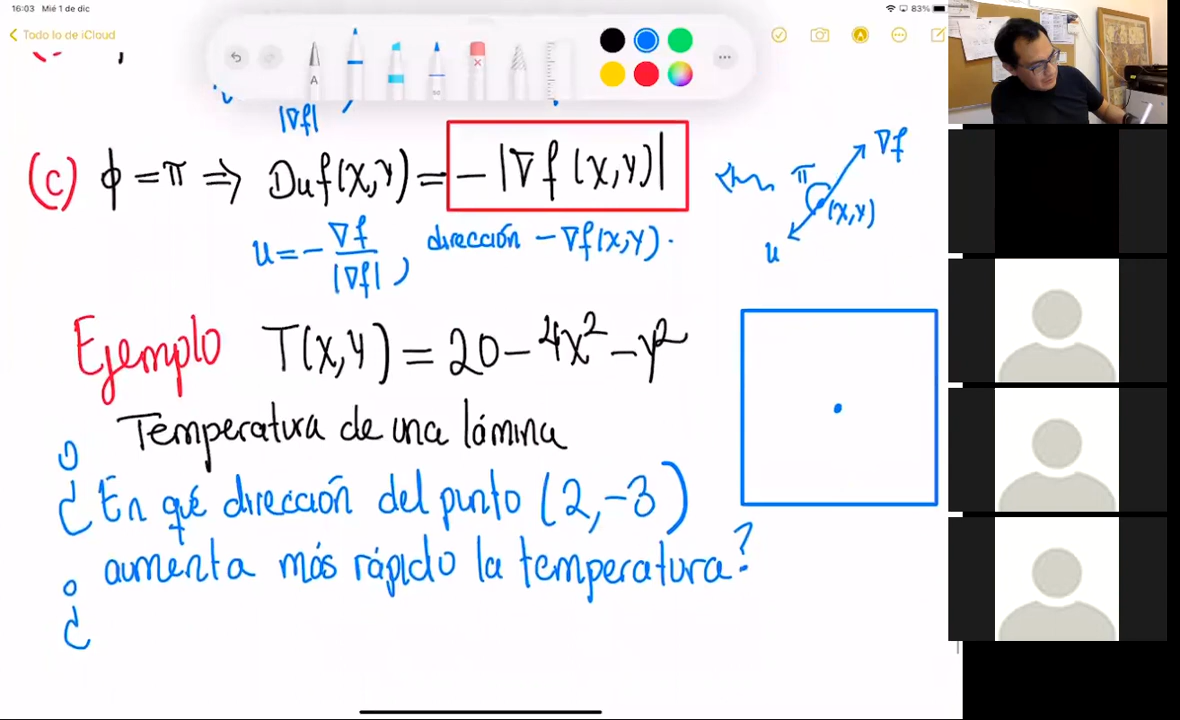 16:03 Mié 1 de dic
83%
Todo lo de iCloud
A
|∇f|
(c) ϕ = π ⇒ Duf(x,y) = -|∇f(x,y)|
π ∇f
(x,y)
u
u = - ∇f / |∇f| , dirección -∇f(x,y).
Ejemplo T(x,y) = 20 - 4x² - y²
Temperatura de una lámina
¿En qué dirección del punto (2,-3)
aumenta más rápido la temperatura?
¿